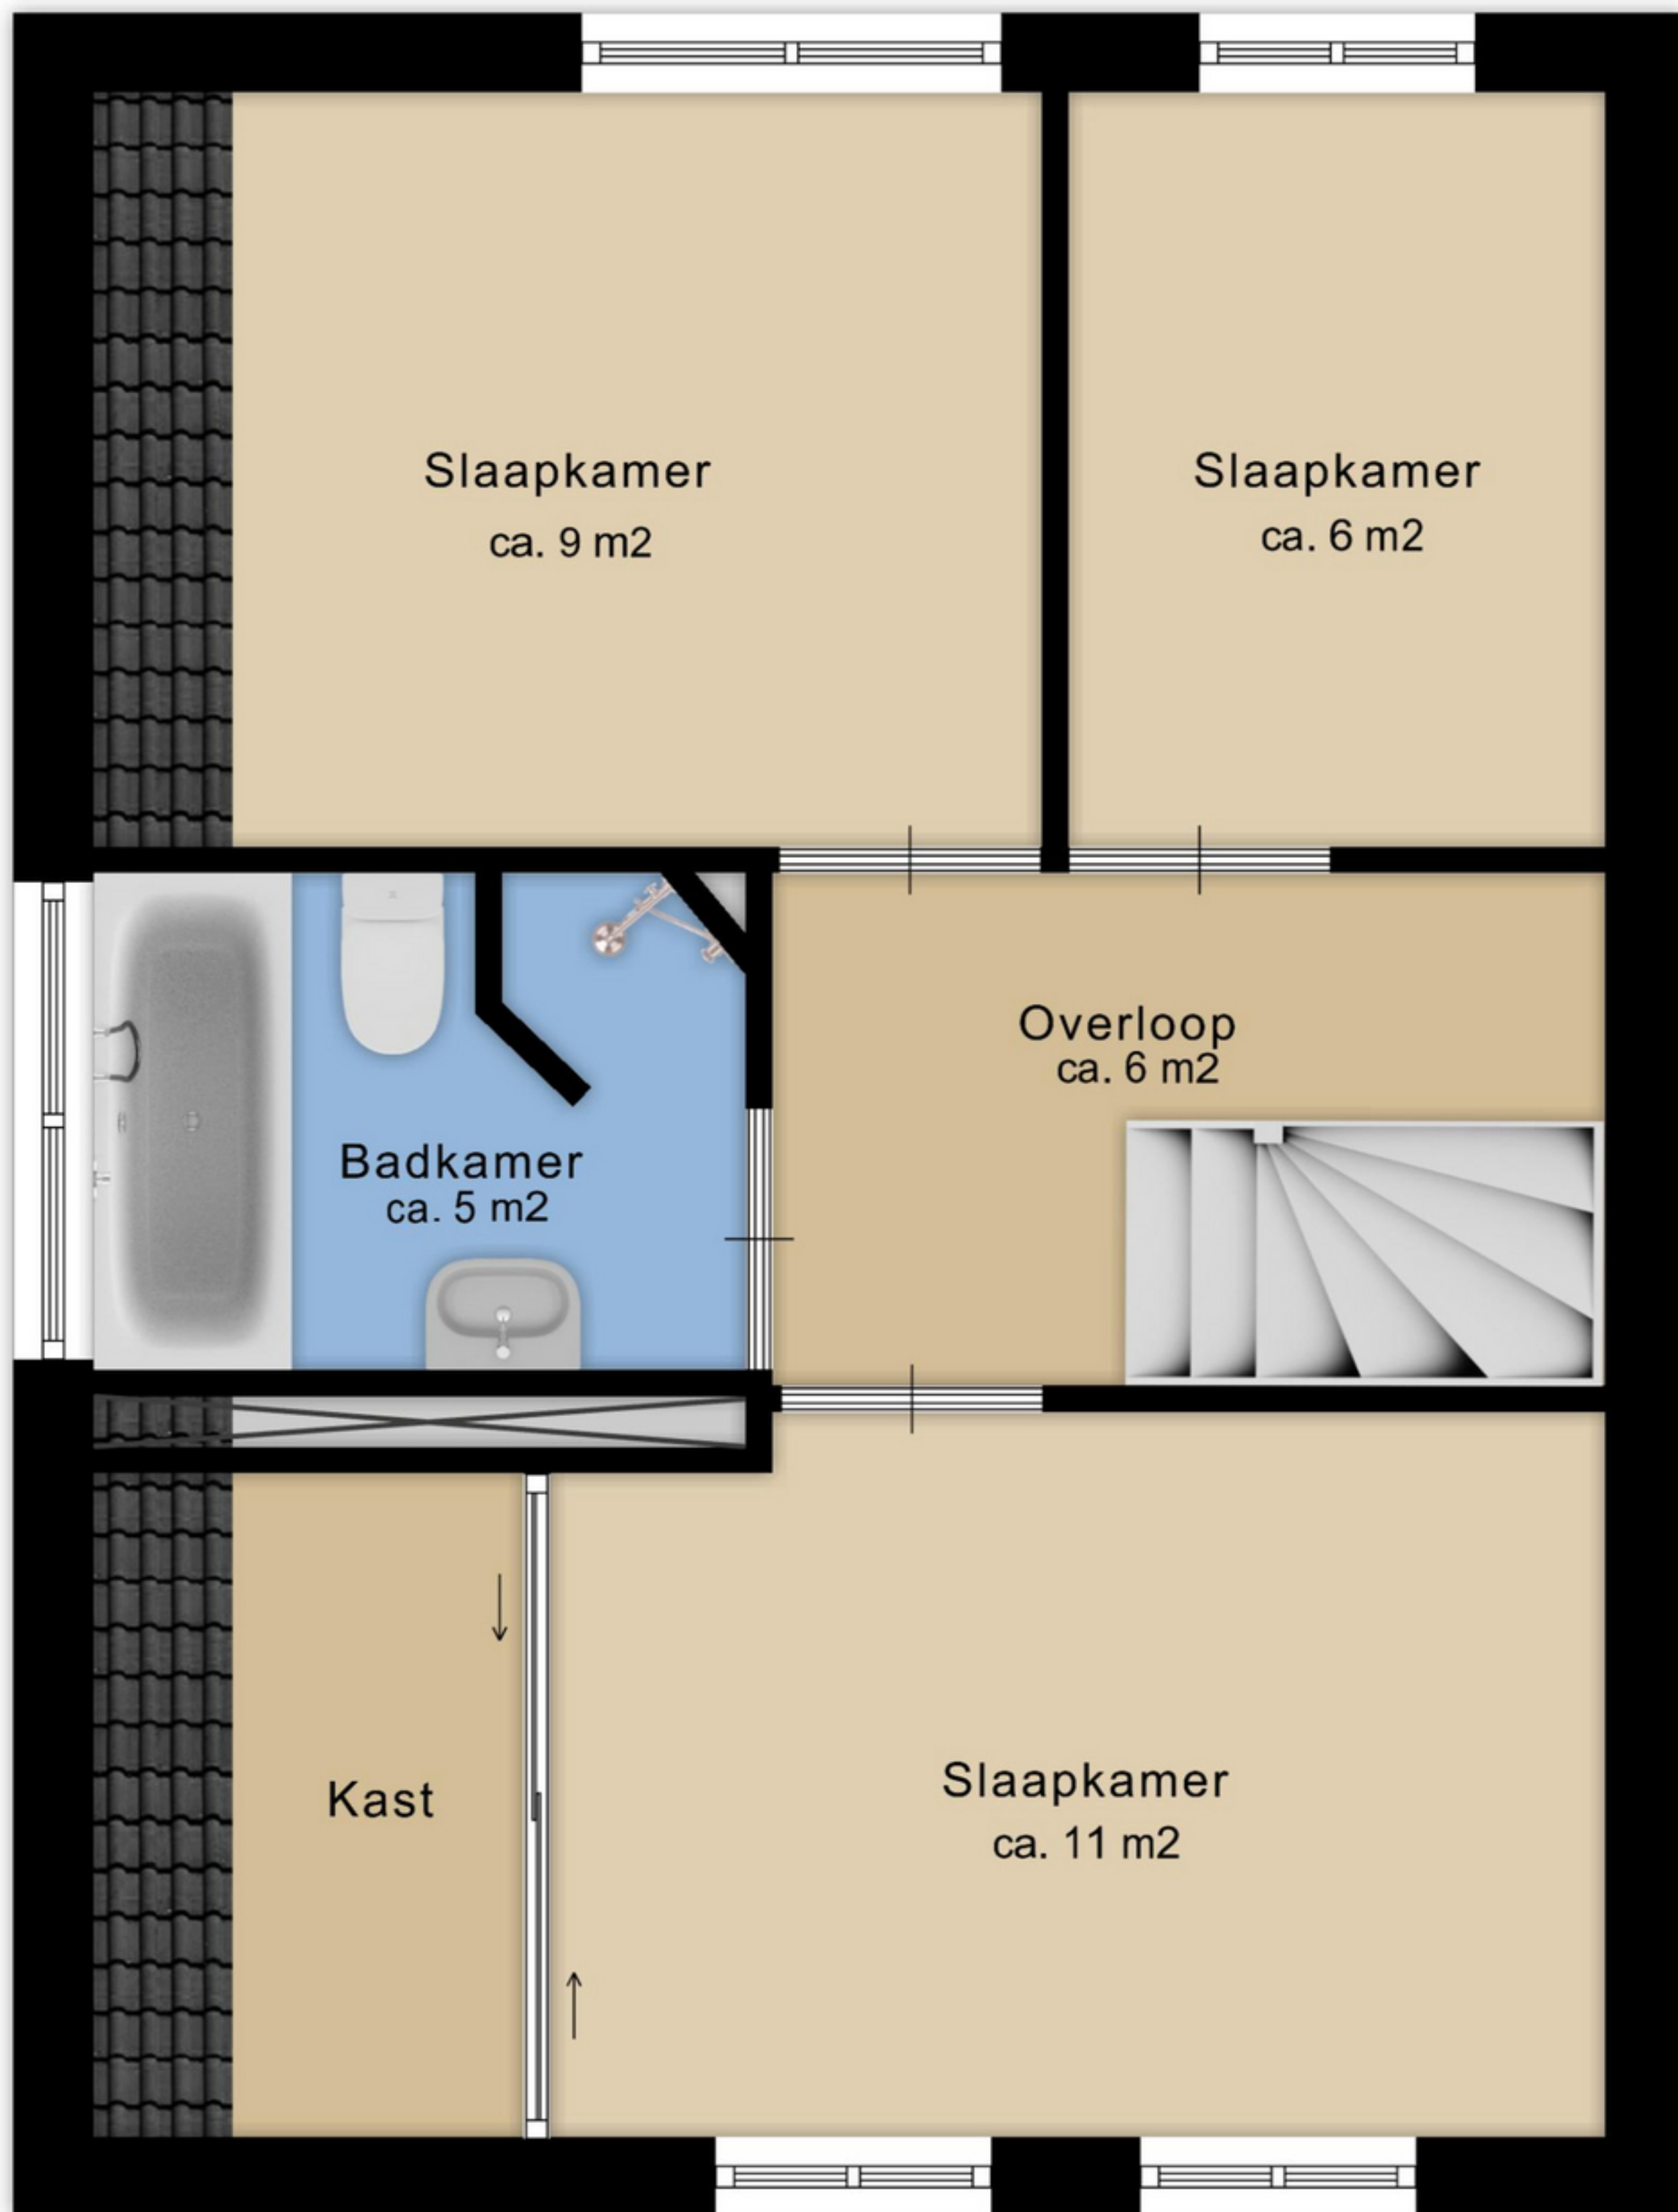 Slaapkamer
ca. 9 m2
Slaapkamer
ca. 6 m2
Overloop
ca. 6 m2
Badkamer
ca. 5 m2
Kast
Slaapkamer
ca. 11 m2